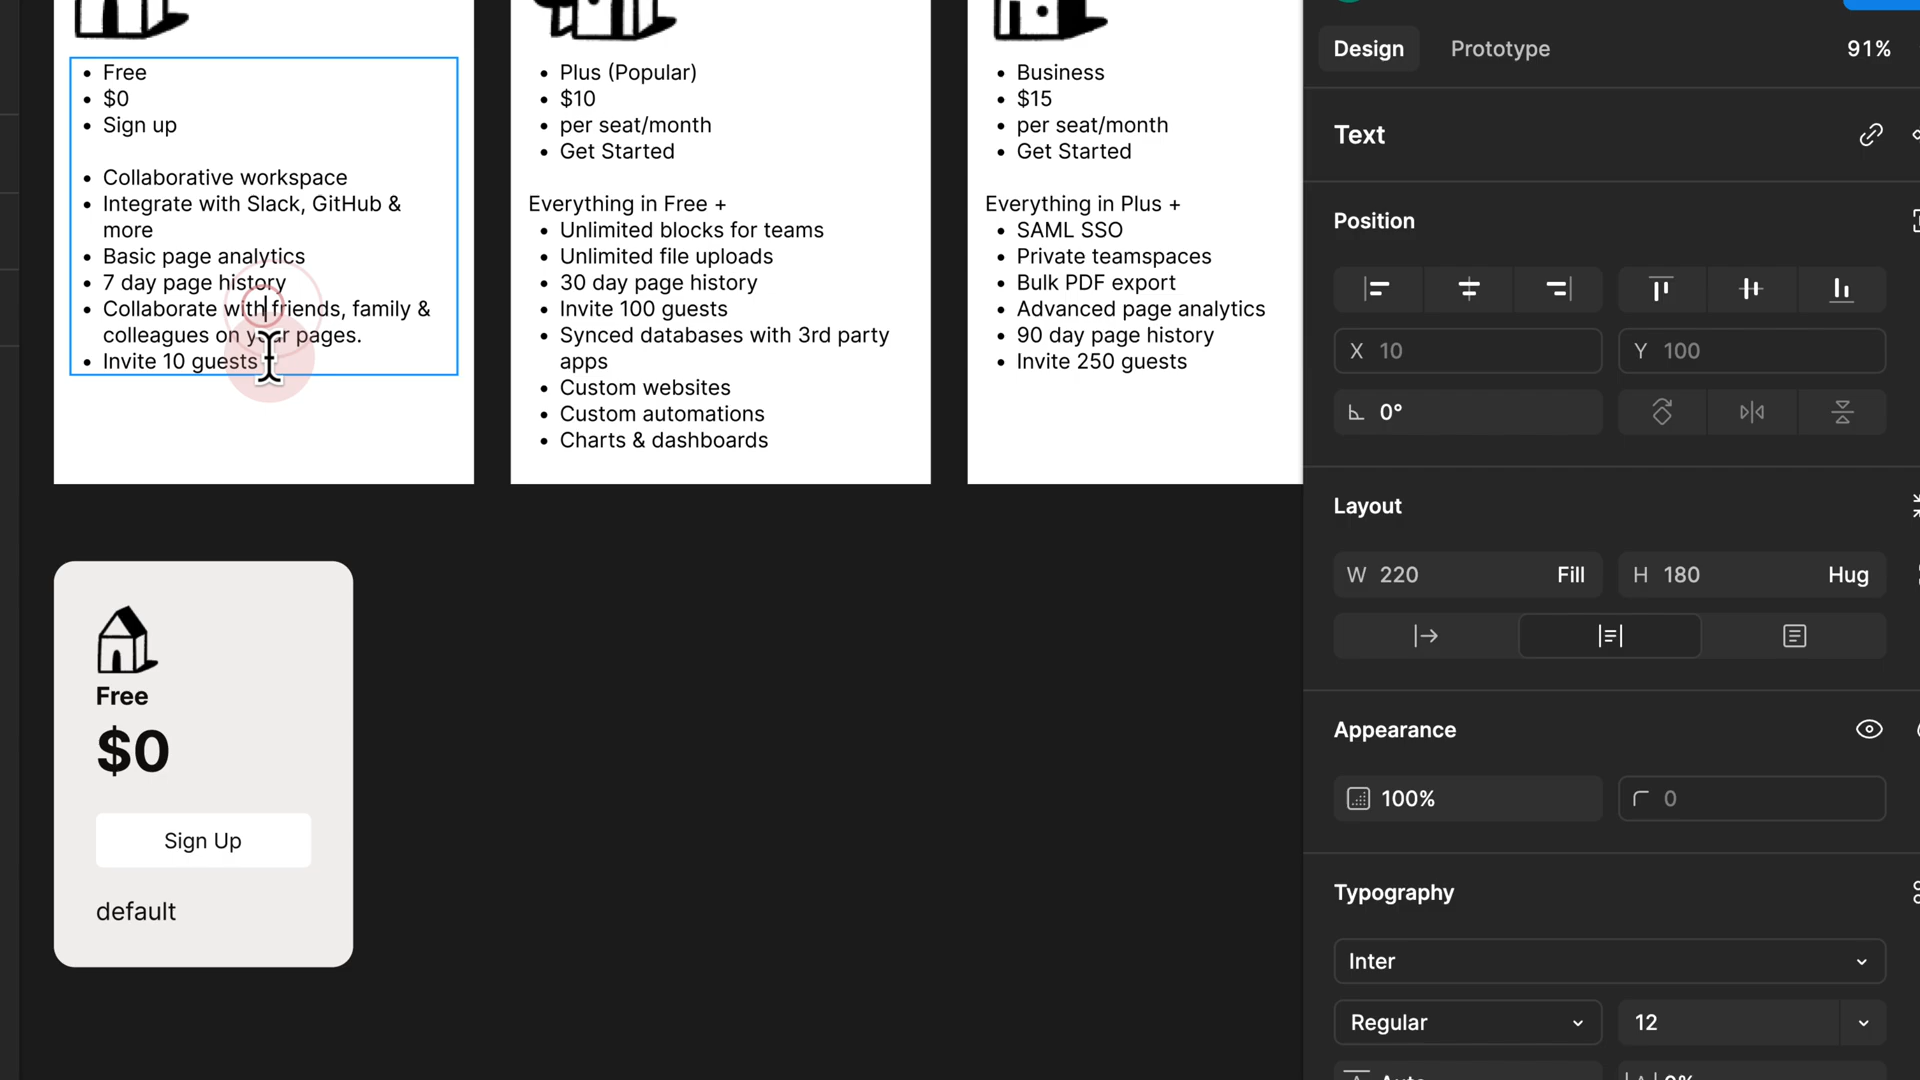 Free
$0
Sign up
Collaborative workspace
Integrate with Slack, GitHub &
more
Basic page analytics
7 day page history
Collaborate with friends, family &
colleagues on your pages.
Invite 10 guests
Plus (Popular)
$10
per seat/month
Get Started
Everything in Free +
Unlimited blocks for teams
Unlimited file uploads
30 day page history
Invite 100 guests
Synced databases with 3rd party
apps
Custom websites
Custom automations
Charts & dashboards
Business
$15
per seat/month
Get Started
Everything in Plus +
SAML SSO
Private teamspaces
Bulk PDF export
Advanced page analytics
90 day page history
Invite 250 guests
Free
$0
Sign Up
default
Design Prototype 91%
Text
Position
X 10 Y 100
0°
Layout
W 220 Fill H 180 Hug
Appearance
100% 0
Typography
Inter
Regular 12